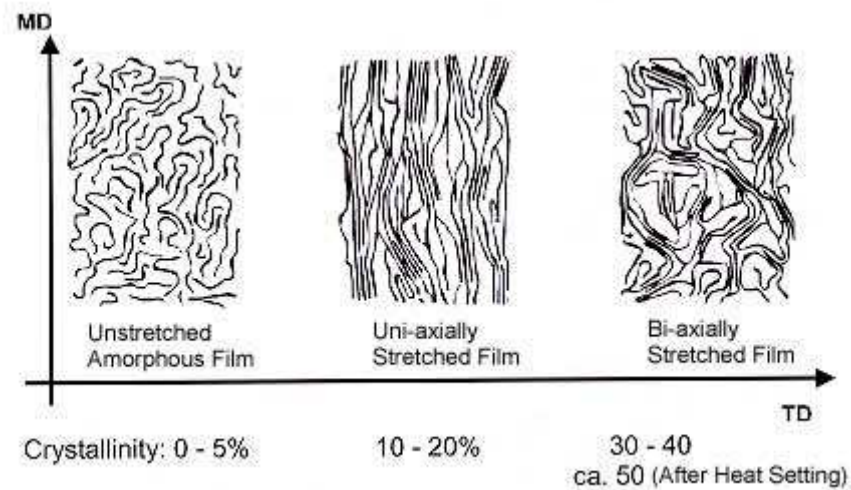 MD
Unstretched
Amorphous Film
Uni-axially
Stretched Film
Bi-axially
Stretched Film
TD
Crystallinity: 0 - 5%
10 - 20%
30 - 40
ca. 50 (After Heat Setting)